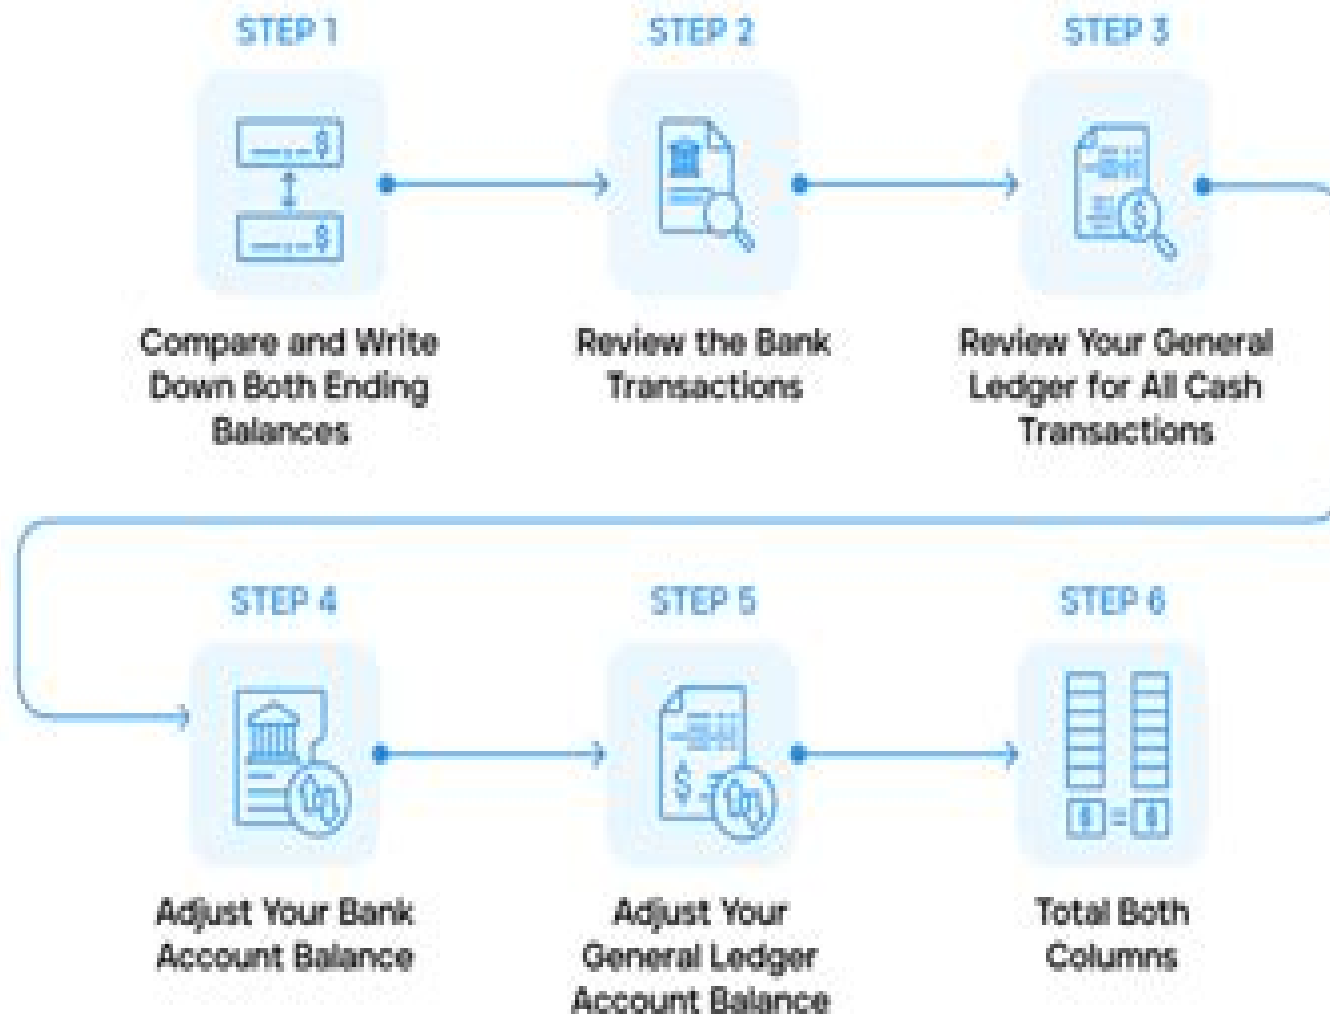 STEP 1
STEP 2
STEP 3
Compare and Write
Down Both Ending
Balances
Review the Bank
Transactions
Review Your General
Ledger for All Cash
Transactions
STEP 4
STEP 5
STEP 6
Adjust Your Bank
Account Balance
Adjust Your
General Ledger
Account Balance
Total Both
Columns